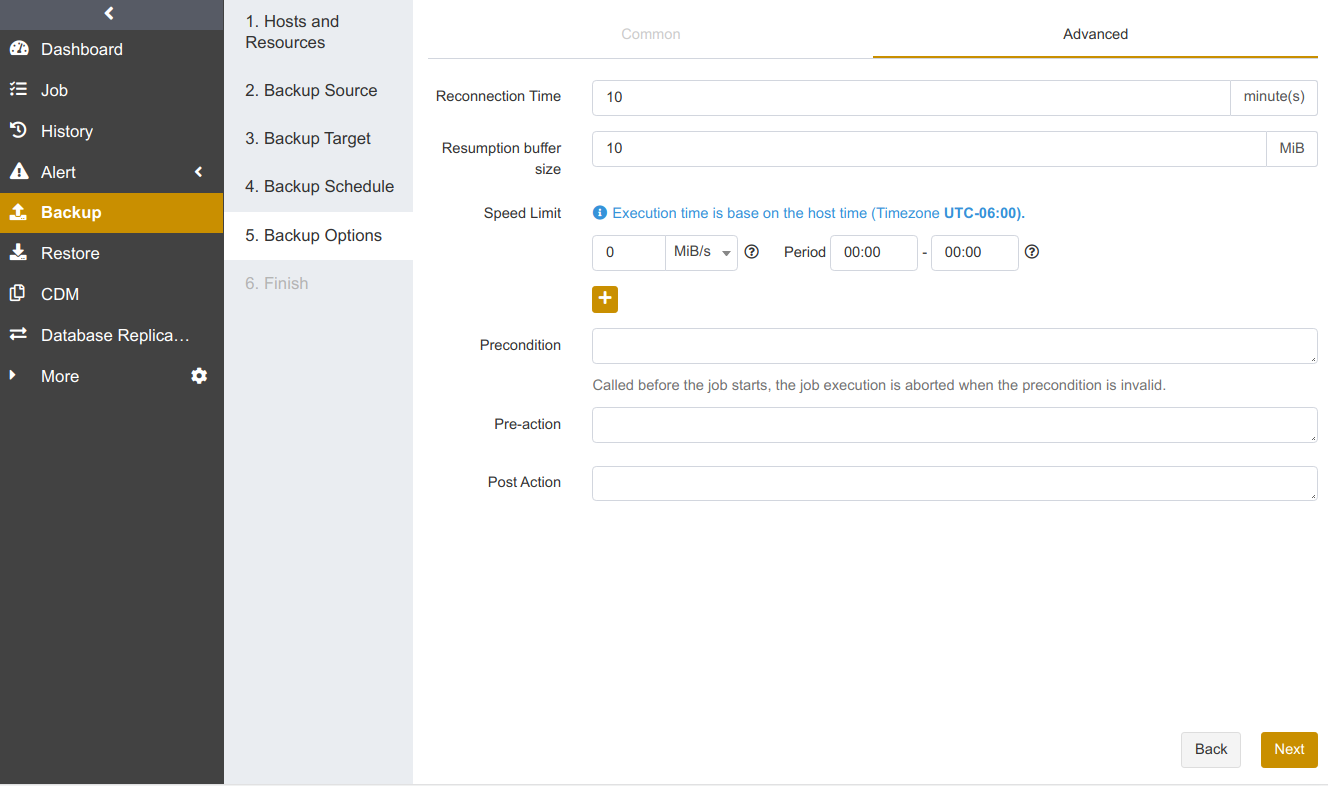 Dashboard
Job
History
Alert
Backup
Restore
CDM
Database Replica...
More
1. Hosts and
Resources
2. Backup Source
3. Backup Target
4. Backup Schedule
5. Backup Options
6. Finish
Common
Advanced
Reconnection Time
10
minute(s)
Resumption buffer
size
10
MiB
Speed Limit
Execution time is base on the host time (Timezone UTC-06:00).
0
MiB/s
Period
00:00
-
00:00
Precondition
Called before the job starts, the job execution is aborted when the precondition is invalid.
Pre-action
Post Action
Back
Next